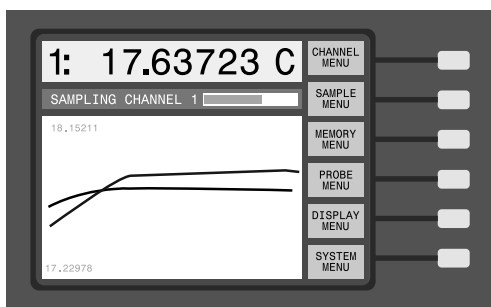 1: 17.63723 C
SAMPLING CHANNEL 1
18.15211
17.22978
CHANNEL
MENU
SAMPLE
MENU
MEMORY
MENU
PROBE
MENU
DISPLAY
MENU
SYSTEM
MENU